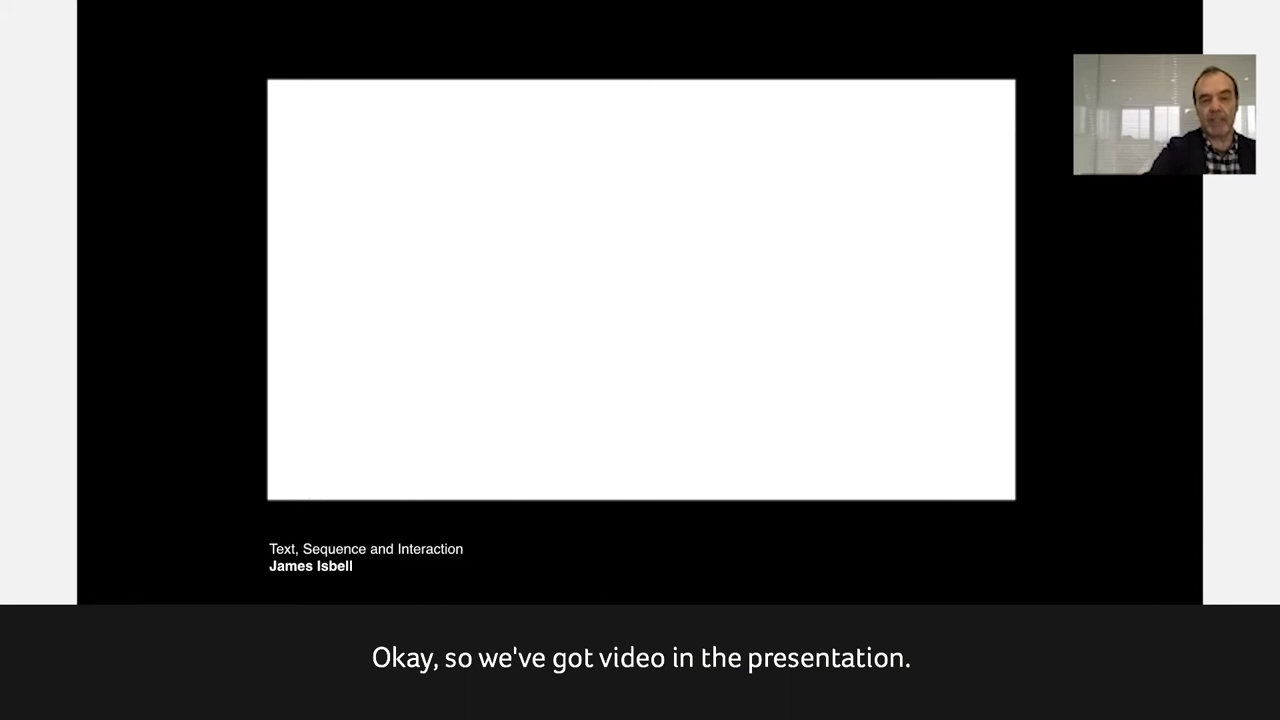 Text, Sequence and Interaction
James Isbell
Okay, so we've got video in the presentation.